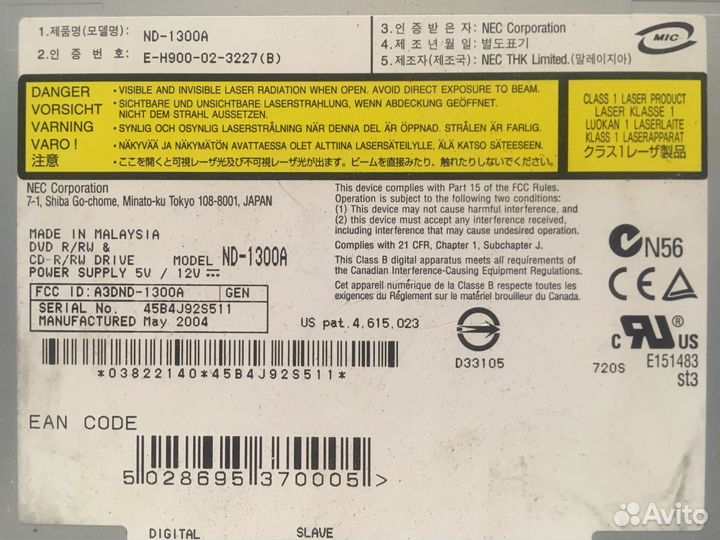 1.제품명(모델명): ND-1300A
2.인 증 번 호: E-H900-02-3227(B)
3.인 증 받 은 자: NEC Corporation
4.제 조 년 월 일: 별도표기
5.제조자(제조국): NEC THK Limited.(말레이지아)
MIC
DANGER •VISIBLE AND INVISIBLE LASER RADIATION WHEN OPEN. AVOID DIRECT EXPOSURE TO BEAM.
VORSICHT •SICHTBARE UND UNSICHTBARE LASERSTRAHLUNG, WENN ABDECKUNG GEÖFFNET.
NICHT DEM STRAHL AUSSETZEN.
VARNING •SYNLIG OCH OSYNLIG LASERSTRÅLNING NÄR DENNA DEL ÄR ÖPPNAD. STRÅLEN ÄR FARLIG.
VARO! •NÄKYVÄÄ JA NÄKYMÄTÖN AVATTAESSA OLET ALTTIINA LASERSÄTEILYLLE, ÄLÄ KATSO SÄTEESEEN.
注意 •ここを開くと可視レーザ光及び不可視レーザ光が出ます。ビームを直接みたり、触れたりしないでください。
CLASS 1 LASER PRODUCT
LASER KLASSE 1
LUOKAN 1 LASERLAITE
KLASS 1 LASERAPPARAT
クラス1レーザ製品
NEC Corporation
7-1, Shiba Go-chome, Minato-ku Tokyo 108-8001, JAPAN
MADE IN MALAYSIA
DVD R/RW &
CD-R/RW DRIVE MODEL ND-1300A
POWER SUPPLY 5V / 12V
FCC ID: A3DND-1300A GEN
SERIAL No. 45B4J92S511
MANUFACTURED May 2004
This device complies with Part 15 of the FCC Rules.
Operation is subject to the following two conditions:
(1) This device may not cause harmful interference, and
(2) this device must accept any interference received,
including interference that may cause undesired operation.
Complies with 21 CFR, Chapter 1, Subchapter J.
This Class B digital apparatus meets all requirements of
the Canadian Interference-Causing Equipment Regulations.
Cet appareil numérique de la Classe B respecte toutes les
exigences du Réglement sur le matériel brouilleur du Canada.
N56
CE
US pat.4,615,023
D33105
C RU ® US
E151483
720S
st3
*03822140*45B4J92S511*
EAN CODE
5 028695 370005 >
DIGITAL SLAVE
Avito